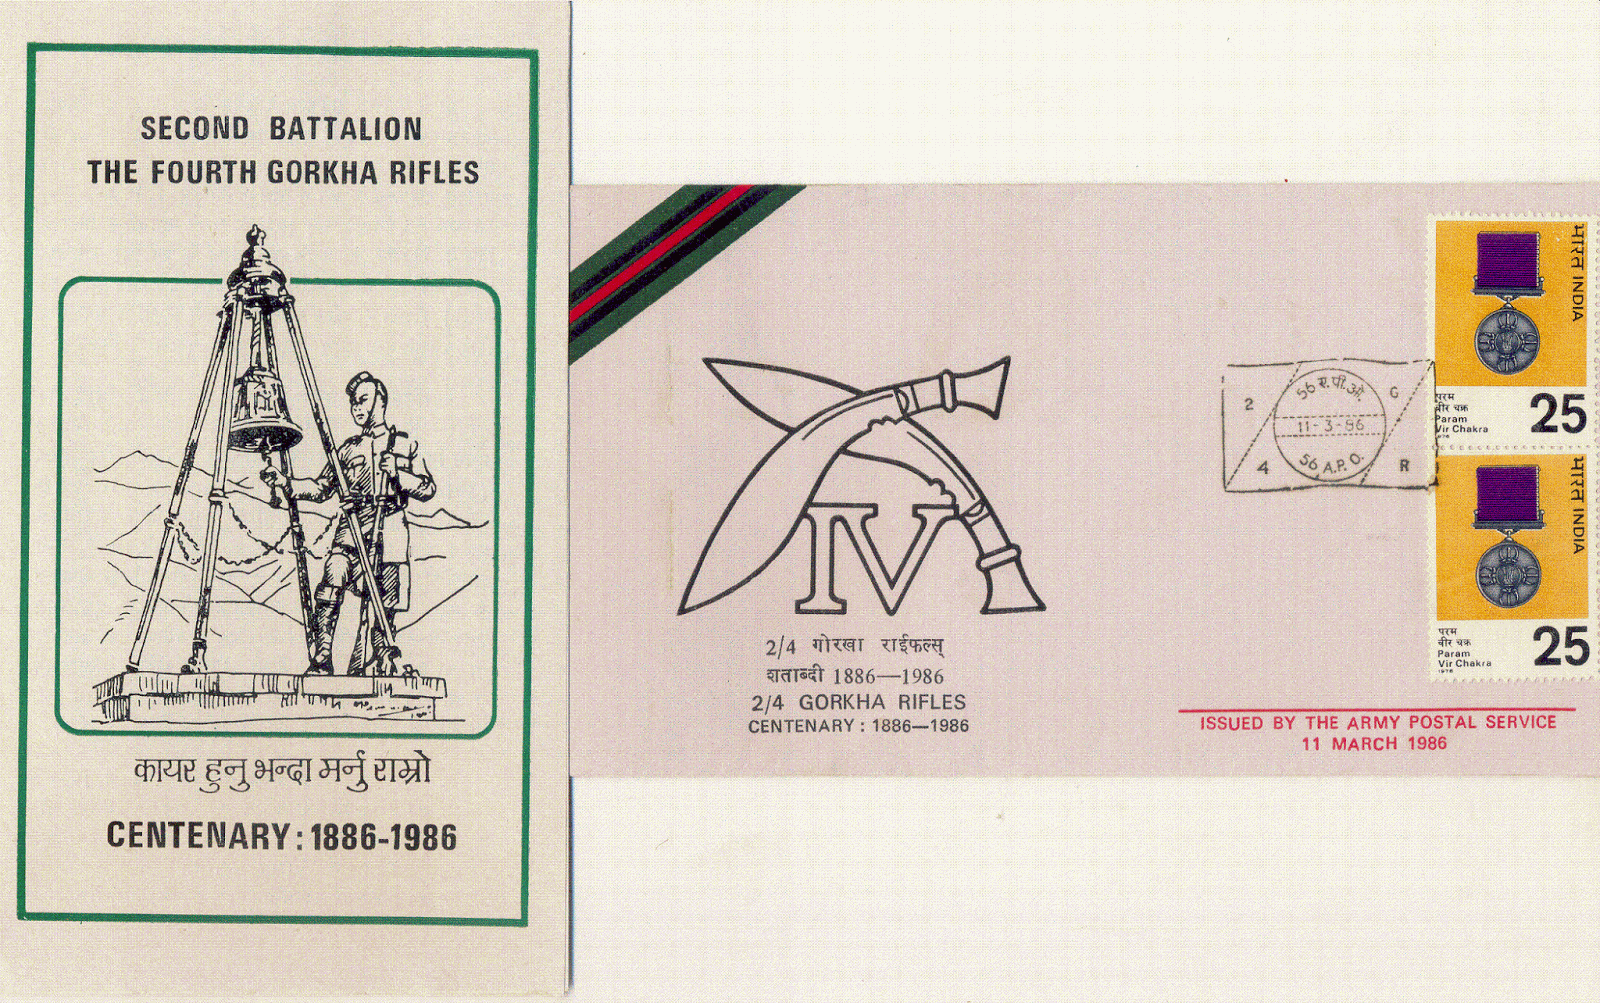 SECOND BATTALION
THE FOURTH GORKHA RIFLES
कायर हुनु भन्दा मर्नु राम्रो
CENTENARY: 1886-1986
IV
2/4 गोरखा राईफल्स्
शताब्दी 1886—1986
2/4 GORKHA RIFLES
CENTENARY : 1886—1986
2
G
56 ए.पी.ओ.
11-3-86
56 A.P.O.
4
R
भारत INDIA
परम
वीर चक्र
Param
Vir Chakra
1976
25
भारत INDIA
परम
वीर चक्र
Param
Vir Chakra
1976
25
ISSUED BY THE ARMY POSTAL SERVICE
11 MARCH 1986